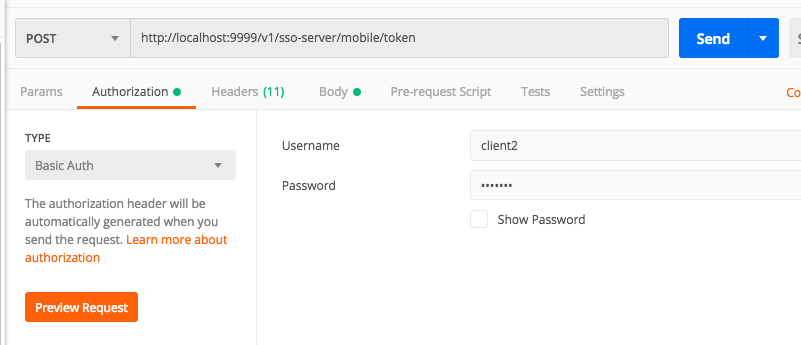 POST http://localhost:9999/v1/sso-server/mobile/token Send
Params Authorization Headers (11) Body Pre-request Script Tests Settings Co
TYPE
Basic Auth
The authorization header will be
automatically generated when you
send the request. Learn more about
authorization
Preview Request
Username client2
Password •••••••
Show Password